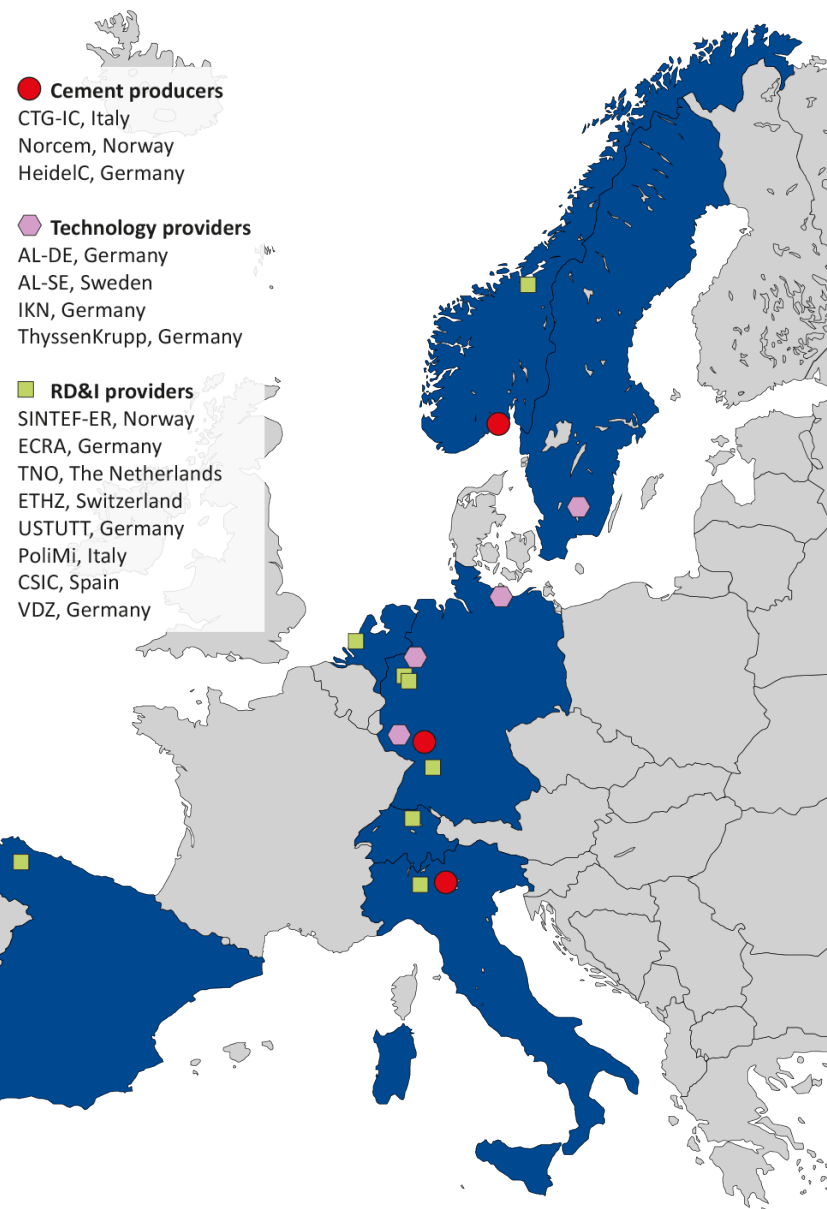 Cement producers
CTG-IC, Italy
Norcem, Norway
HeidelC, Germany
Technology providers
AL-DE, Germany
AL-SE, Sweden
IKN, Germany
ThyssenKrupp, Germany
RD&I providers
SINTEF-ER, Norway
ECRA, Germany
TNO, The Netherlands
ETHZ, Switzerland
USTUTT, Germany
PoliMi, Italy
CSIC, Spain
VDZ, Germany